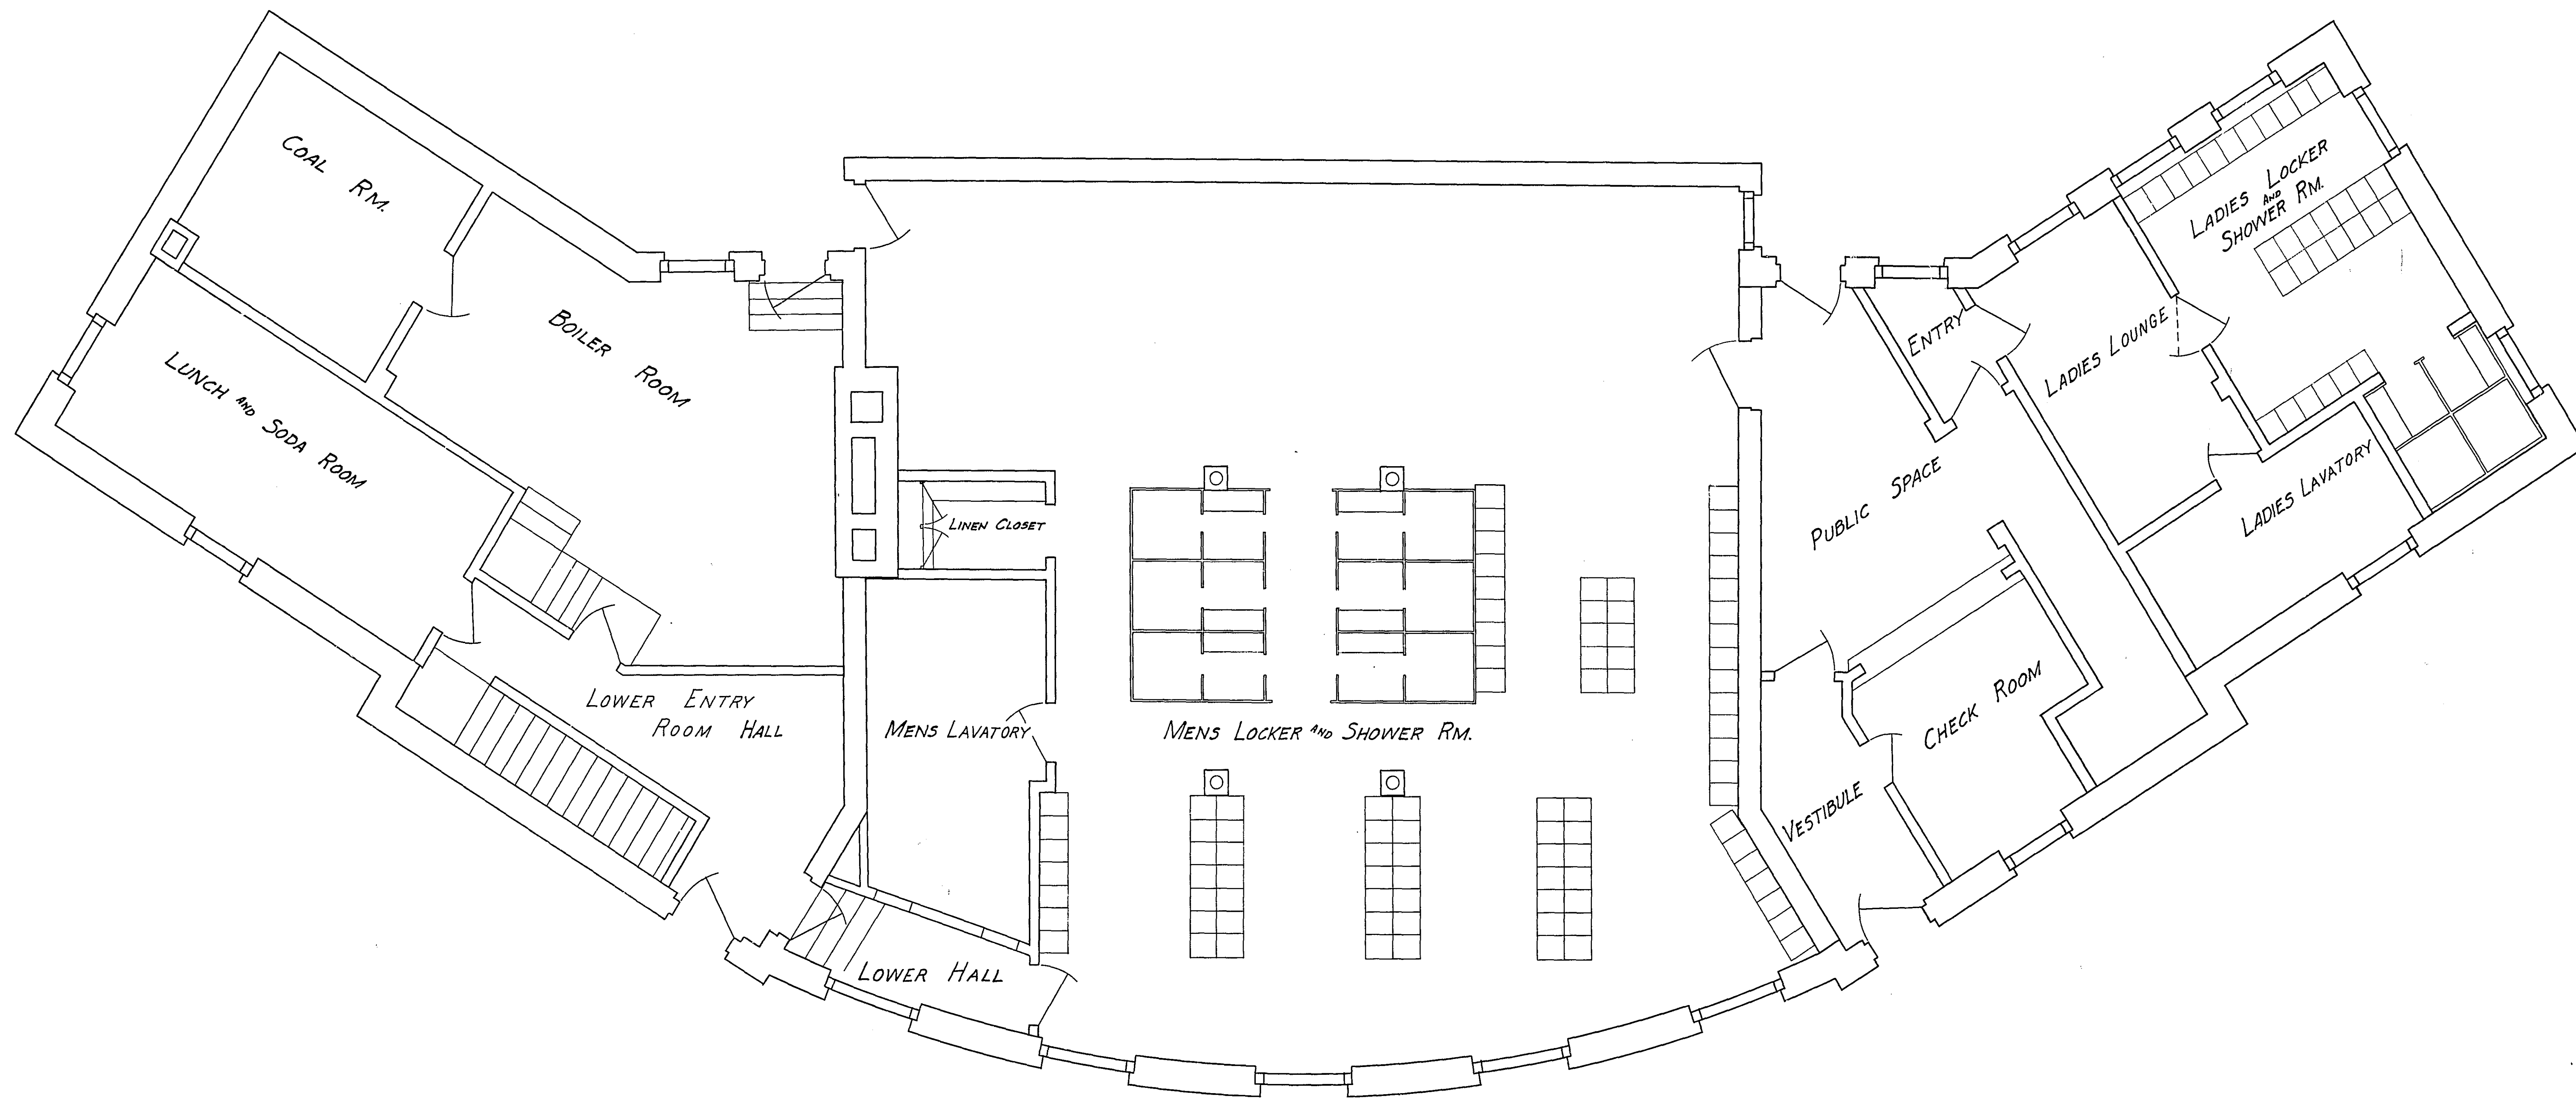 COAL RM.
BOILER ROOM
LUNCH AND SODA ROOM
LOWER ENTRY
ROOM HALL
LINEN CLOSET
MENS LAVATORY
LOWER HALL
MENS LOCKER AND SHOWER RM.
ENTRY
PUBLIC SPACE
VESTIBULE
CHECK ROOM
LADIES LOUNGE
LADIES LOCKER
AND
SHOWER RM.
LADIES LAVATORY